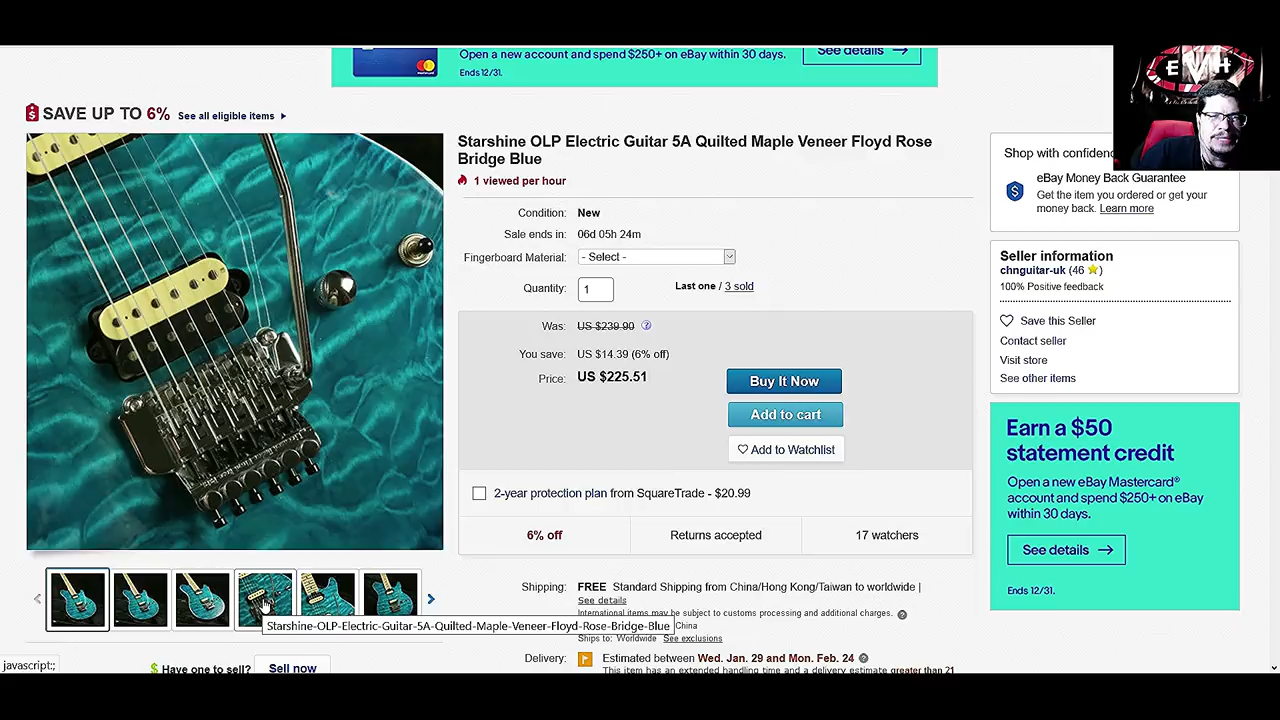 Open a new account and spend $250+ on eBay within 30 days.
See details →
Ends 12/31.
EVH
SAVE UP TO 6% See all eligible items
Starshine OLP Electric Guitar 5A Quilted Maple Veneer Floyd Rose
Bridge Blue
1 viewed per hour
Condition: New
Sale ends in: 06d 05h 24m
Fingerboard Material: - Select -
Quantity: 1 Last one / 3 sold
Was: US $239.90
You save: US $14.39 (6% off)
Price: US $225.51
Buy It Now
Add to cart
Add to Watchlist
2-year protection plan from SquareTrade - $20.99
6% off Returns accepted 17 watchers
Shipping: FREE Standard Shipping from China/Hong Kong/Taiwan to worldwide |
See details
International items may be subject to customs processing and additional charges.
China
Ships to: Worldwide See exclusions
Delivery: Estimated between Wed. Jan. 29 and Mon. Feb. 24
This item has an extended handling time and a delivery estimate greater than 21
Shop with
eBay Money Back Guarantee
Get the item you ordered or get your
money back. Learn more
Seller information
chnguitar-uk (46 )
100% Positive feedback
Save this Seller
Contact seller
Visit store
See other items
Earn a $50
statement credit
Open a new eBay Mastercard®
account and spend $250+ on eBay
within 30 days.
See details →
Ends 12/31.
Starshine-OLP-Electric-Guitar-5A-Quilted-Maple-Veneer-Floyd-Rose-Bridge-Blue
javascript:;
Have one to sell? Sell now